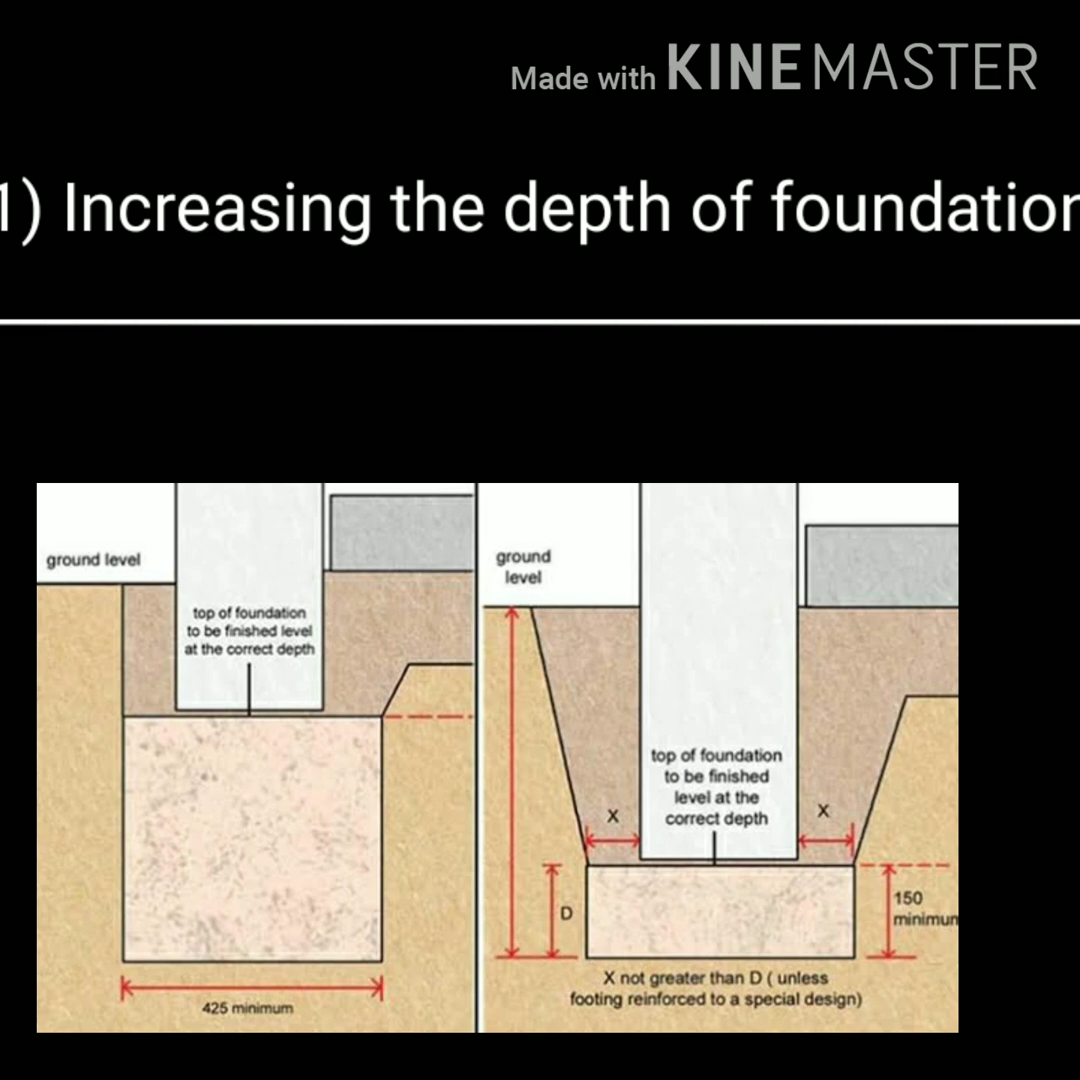 Made with KINEMASTER
1) Increasing the depth of foundation
ground level
top of foundation
to be finished level
at the correct depth
425 minimum
ground
level
top of foundation
to be finished
level at the
correct depth
X
X
D
150
minimum
X not greater than D ( unless
footing reinforced to a special design)